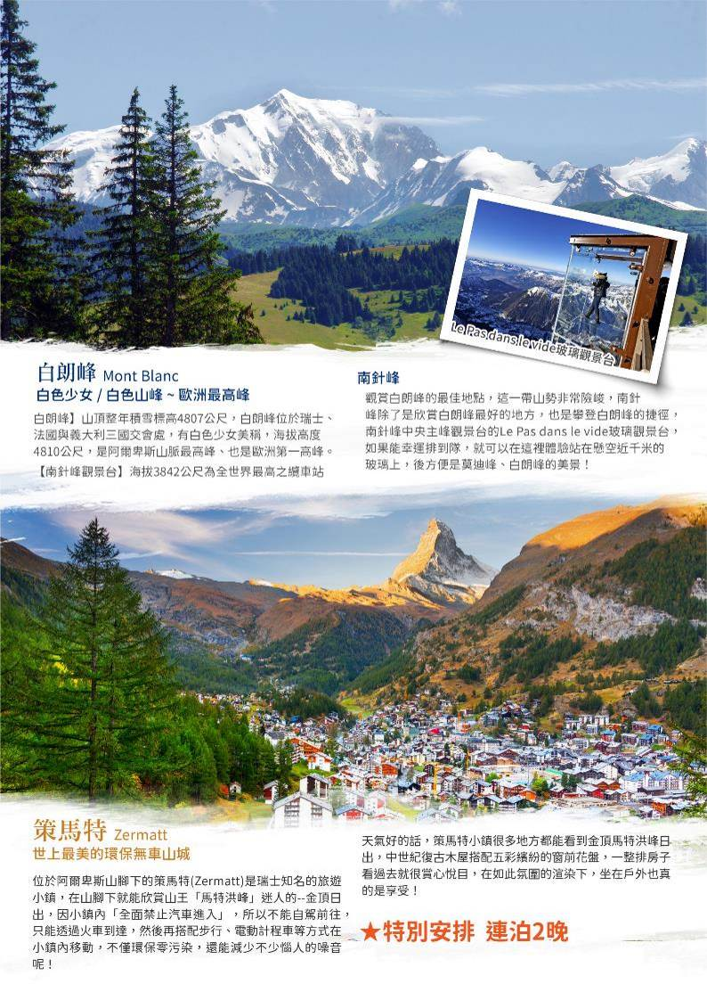 Le Pas dans le vide玻璃觀景台
白朗峰 Mont Blanc
白色少女 / 白色山峰 ~ 歐洲最高峰
白朗峰】山頂整年積雪標高4807公尺，白朗峰位於瑞士、
法國與義大利三國交會處，有白色少女美稱，海拔高度
4810公尺，是阿爾卑斯山脈最高峰、也是歐洲第一高峰。
【南針峰觀景台】海拔3842公尺為全世界最高之纜車站
南針峰
觀賞白朗峰的最佳地點，這一帶山勢非常險峻，南針
峰除了是欣賞白朗峰最好的地方，也是攀登白朗峰的捷徑，
南針峰中央主峰觀景台的Le Pas dans le vide玻璃觀景台，
如果能幸運排到隊，就可以在這裡體驗站在懸空近千米的
玻璃上，後方便是莫迪峰、白朗峰的美景！
策馬特 Zermatt
世上最美的環保無車山城
位於阿爾卑斯山腳下的策馬特(Zermatt)是瑞士知名的旅遊
小鎮，在山腳下就能欣賞山王「馬特洪峰」迷人的--金頂日
出，因小鎮內「全面禁止汽車進入」，所以不能自駕前往，
只能透過火車到達，然後再搭配步行、電動計程車等方式在
小鎮內移動，不僅環保零污染，還能減少不少惱人的噪音
呢！
天氣好的話，策馬特小鎮很多地方都能看到金頂馬特洪峰日
出，中世紀復古木屋搭配五彩繽紛的窗前花盤，一整排房子
看過去就很賞心悅目，在如此氛圍的渲染下，坐在戶外也真
的是享受！
★特別安排 連泊2晚